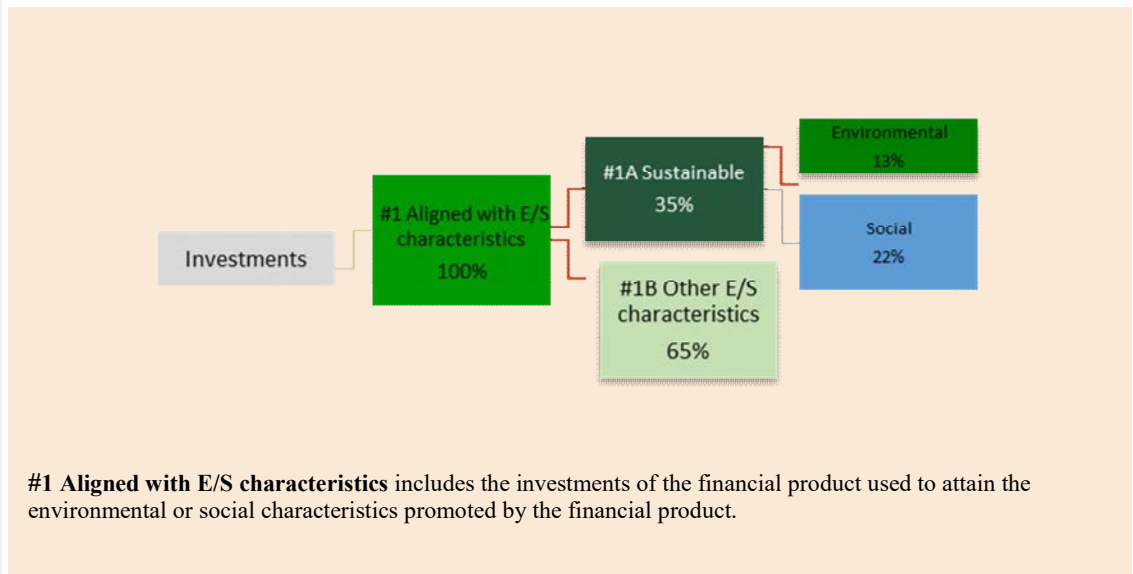 Investments
#1 Aligned with E/S
characteristics
100%
#1A Sustainable
35%
#1B Other E/S
characteristics
65%
Environmental
13%
Social
22%
#1 Aligned with E/S characteristics includes the investments of the financial product used to attain the
environmental or social characteristics promoted by the financial product.